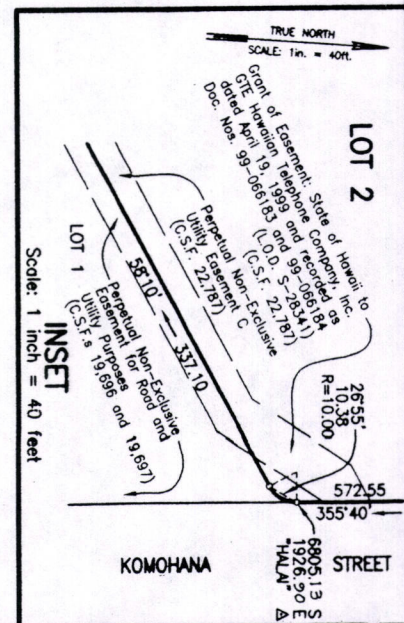 TRUE NORTH
SCALE: 1in. = 40ft.
LOT 2
Grant of Easement: State of Hawaii to
GTE Hawaiian Telephone Company, Inc.
dated April 19, 1999 and recorded as
Doc. Nos. 99-066183 and 99-066184
(L.O.D. S-28341)
(C.S.F. 22,787)
Perpetual Non-Exclusive
Utility Easement C
(C.S.F. 22,787)
58°10'
337.10
26°55'
10.38
R=10.00
572.55
355°40'
6805.13 S
1926.90 E
"HALAI"
LOT 1
Perpetual Non-Exclusive
Easement for Road and
Utility Purposes
(C.S.F.s 19,696 and 19,697)
KOMOHANA STREET
INSET
Scale: 1 inch = 40 feet